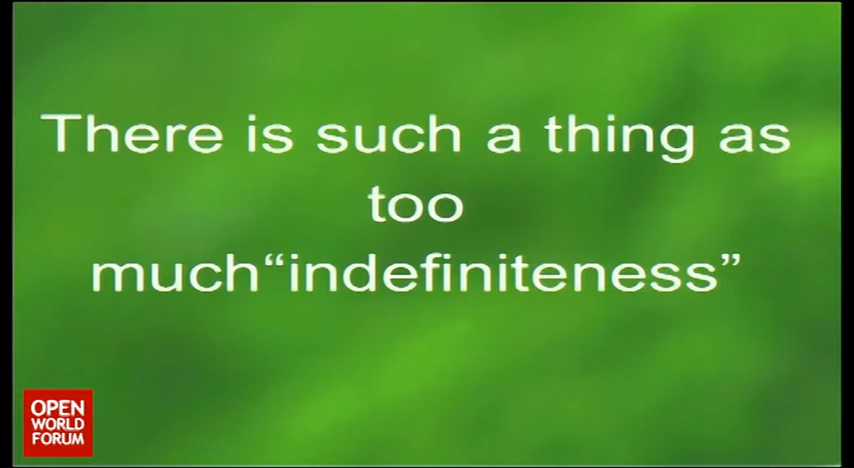 There is such a thing as
too
much“indefiniteness”
OPEN
WORLD
FORUM